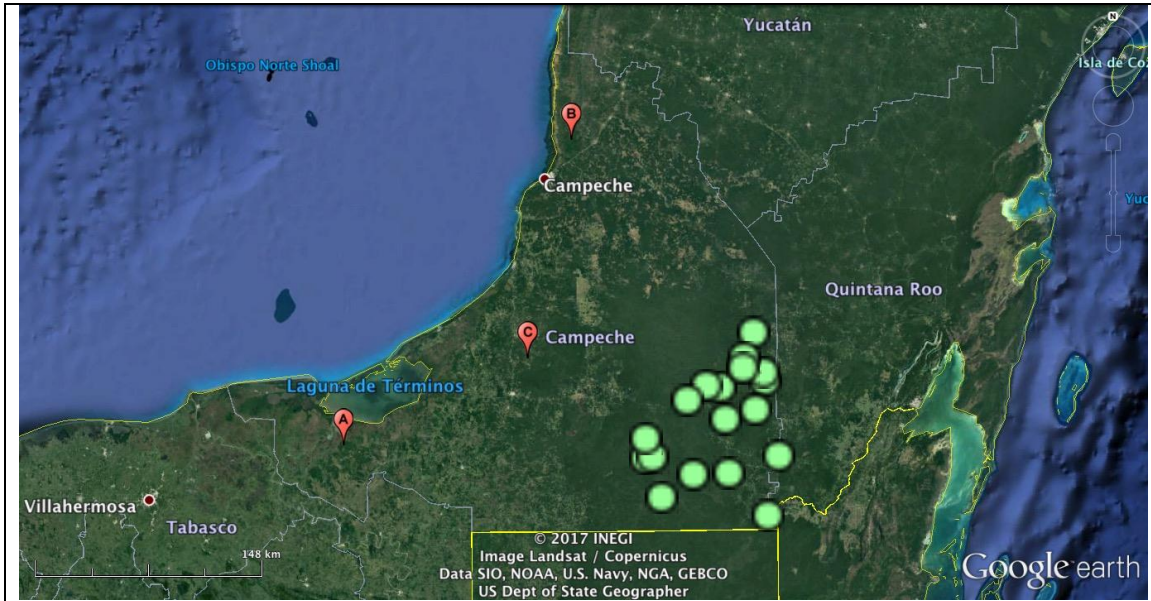 N
Yucatán
Obispo Norte Shoal
Isla de Coz
B
Campeche
Yuc
Quintana Roo
C
Campeche
Laguna de Términos
A
Villahermosa
Tabasco
148 km
© 2017 INEGI
Image Landsat / Copernicus
Data SIO, NOAA, U.S. Navy, NGA, GEBCO
US Dept of State Geographer
Google earth